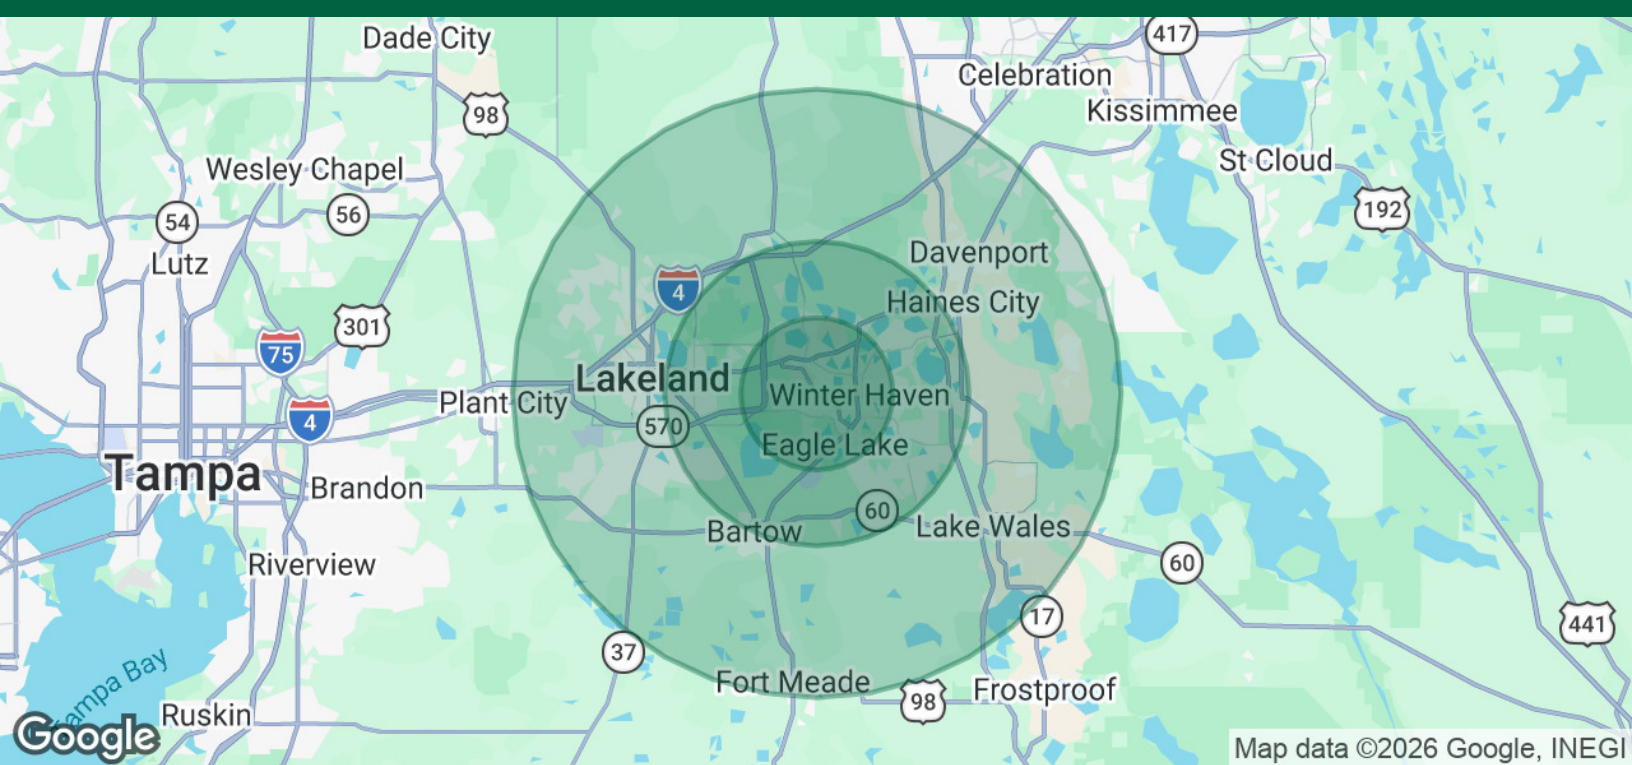 Dade City
417
Celebration
98
Kissimmee
Wesley Chapel
St Cloud
54
56
192
Lutz
Davenport
4
Haines City
301
75
Lakeland
Winter Haven
Plant City
4
570
Eagle Lake
Tampa
Brandon
60
Bartow
Lake Wales
Riverview
60
17
441
37
Tampa Bay
Fort Meade
98
Frostproof
Ruskin
Google
Map data ©2026 Google, INEGI